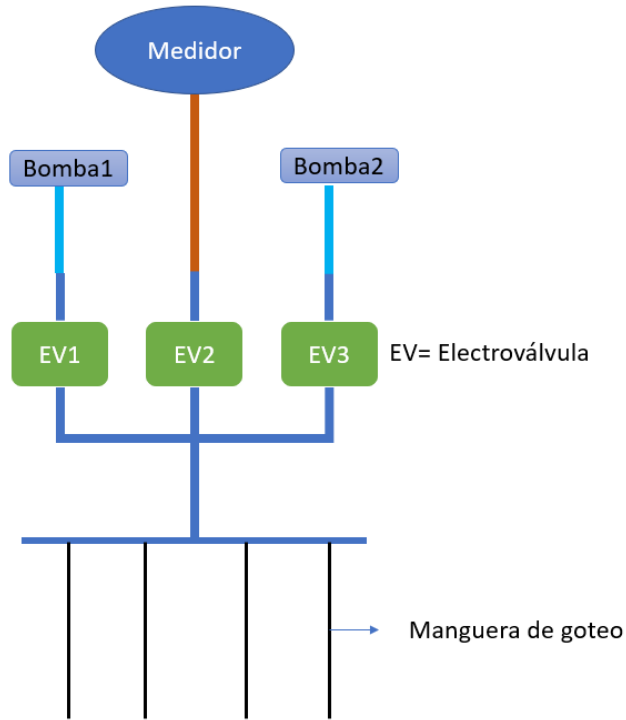 Medidor
Bomba1
Bomba2
EV1
EV2
EV3
EV= Electroválvula
Manguera de goteo